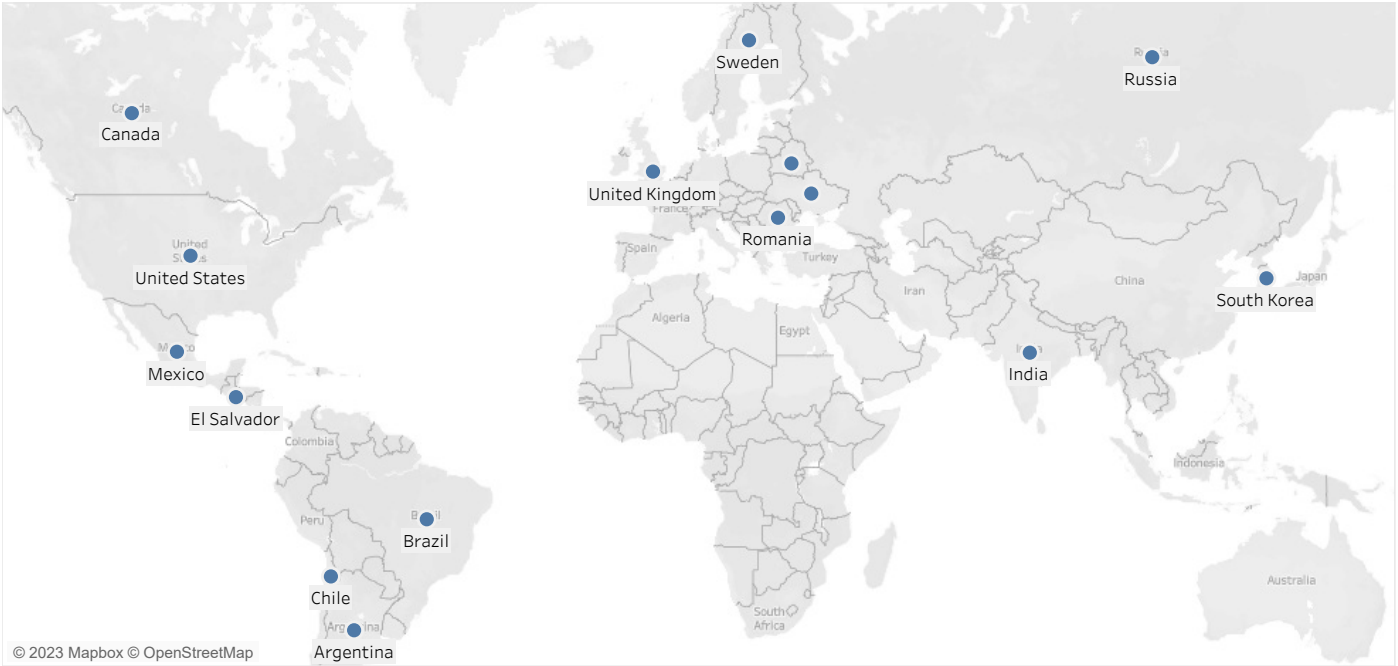 Sweden
Russia
Canada
United Kingdom
France
Romania
Spain
Turkey
United
United States
China
Japan
Iran
South Korea
Algeria
Egypt
Mexico
India
El Salvador
Colombia
Indonesia
Peru
Brazil
Australia
Chile
South
Africa
Argentina
© 2023 Mapbox © OpenStreetMap